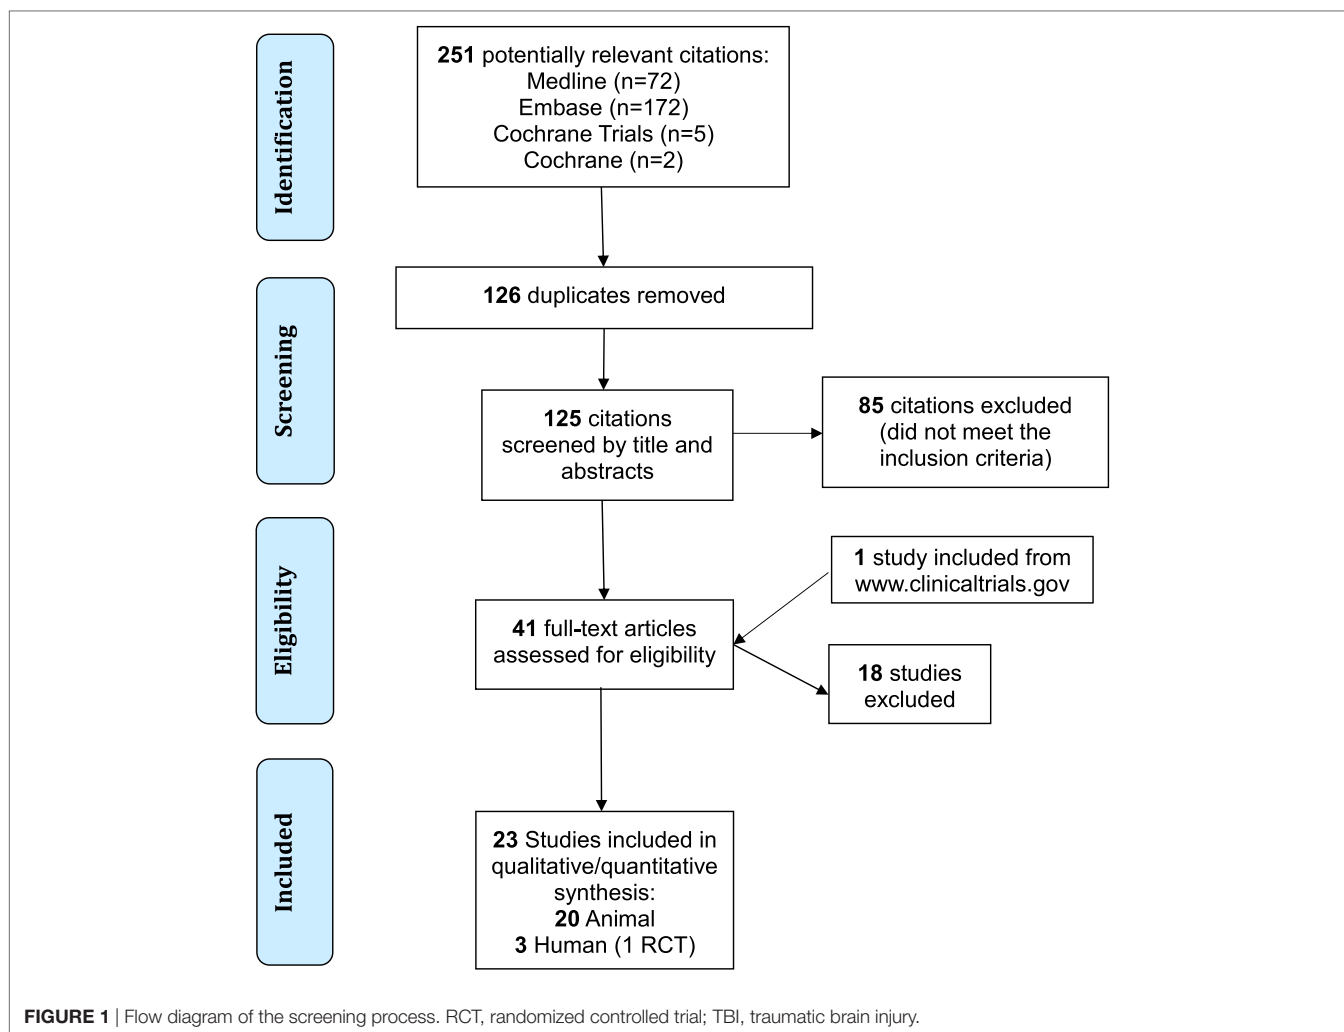 Identification
251 potentially relevant citations:
Medline (n=72)
Embase (n=172)
Cochrane Trials (n=5)
Cochrane (n=2)
126 duplicates removed
Screening
125 citations
screened by title and
abstracts
85 citations excluded
(did not meet the
inclusion criteria)
Eligibility
1 study included from
www.clinicaltrials.gov
41 full-text articles
assessed for eligibility
18 studies
excluded
Included
23 Studies included in
qualitative/quantitative
synthesis:
20 Animal
3 Human (1 RCT)
FIGURE 1 | Flow diagram of the screening process. RCT, randomized controlled trial; TBI, traumatic brain injury.